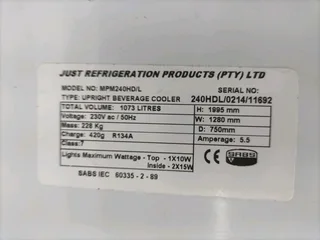 JUST REFRIGERATION PRODUCTS (PTY) LTD
MODEL NO: MPM240HD/L
SERIAL NO:
TYPE: UPRIGHT BEVERAGE COOLER
240HDL/0214/11692
TOTAL VOLUME: 1073 LITRES
H: 1995 mm
Voltage: 230V ac / 50Hz
W: 1280 mm
Mass: 228 Kg
D: 750mm
Charge: 420g R134A
Amperage: 5.5
Class:7
Lights Maximum Wattage - Top - 1X10W
Inside - 2X15W
SABS
SABS IEC 60335 - 2 - 89